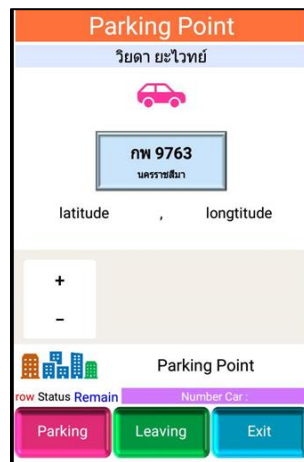 Parking Point
วิยดา ยะไวทย์
กพ 9763
นครราชสีมา
latitude , longtitude
+
−
Parking Point
row Status Remain Number Car :
Parking Leaving Exit